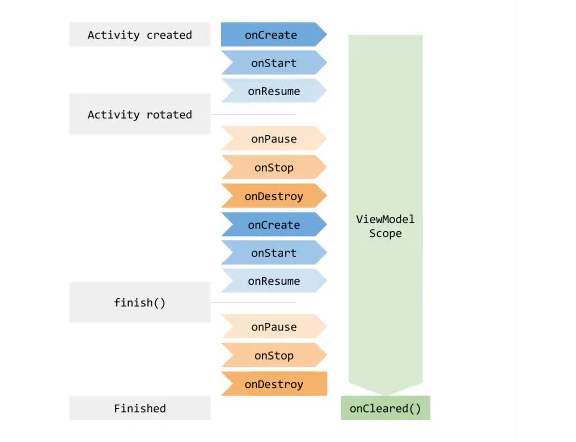 Activity created
onCreate
onStart
onResume
Activity rotated
onPause
onStop
onDestroy
onCreate
onStart
onResume
finish()
onPause
onStop
onDestroy
Finished
ViewModel
Scope
onCleared()